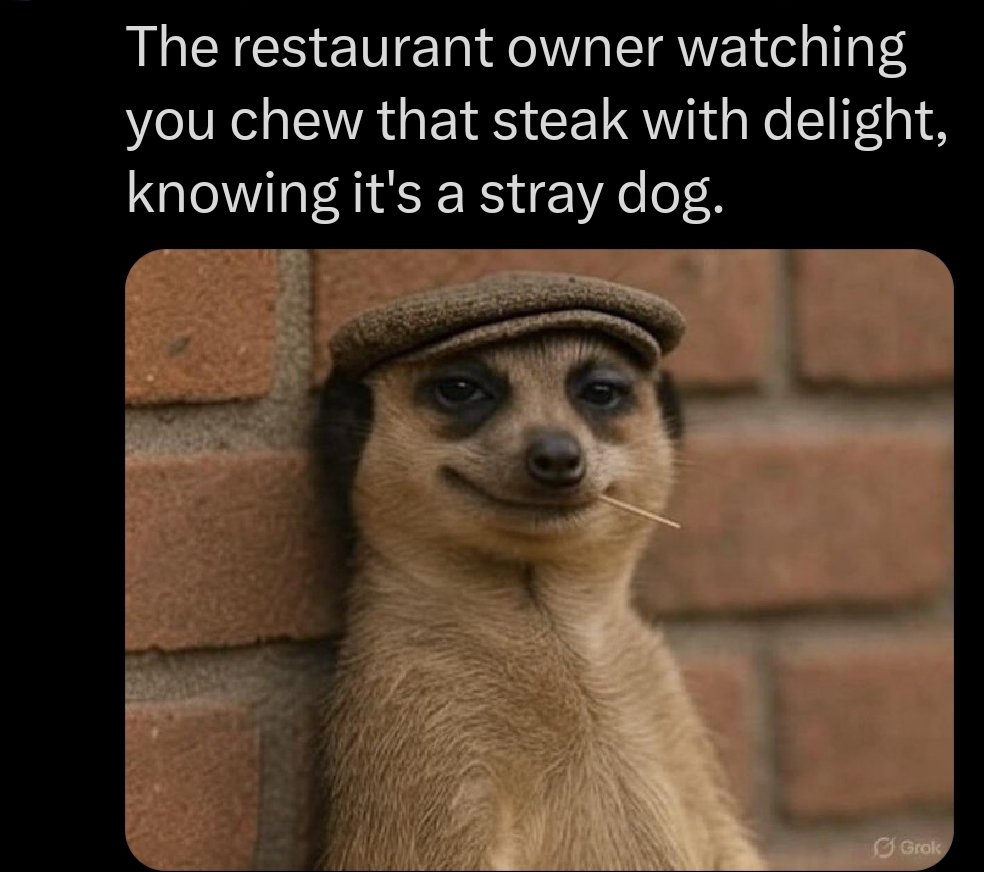 The restaurant owner watching
you chew that steak with delight,
knowing it's a stray dog.
Grok